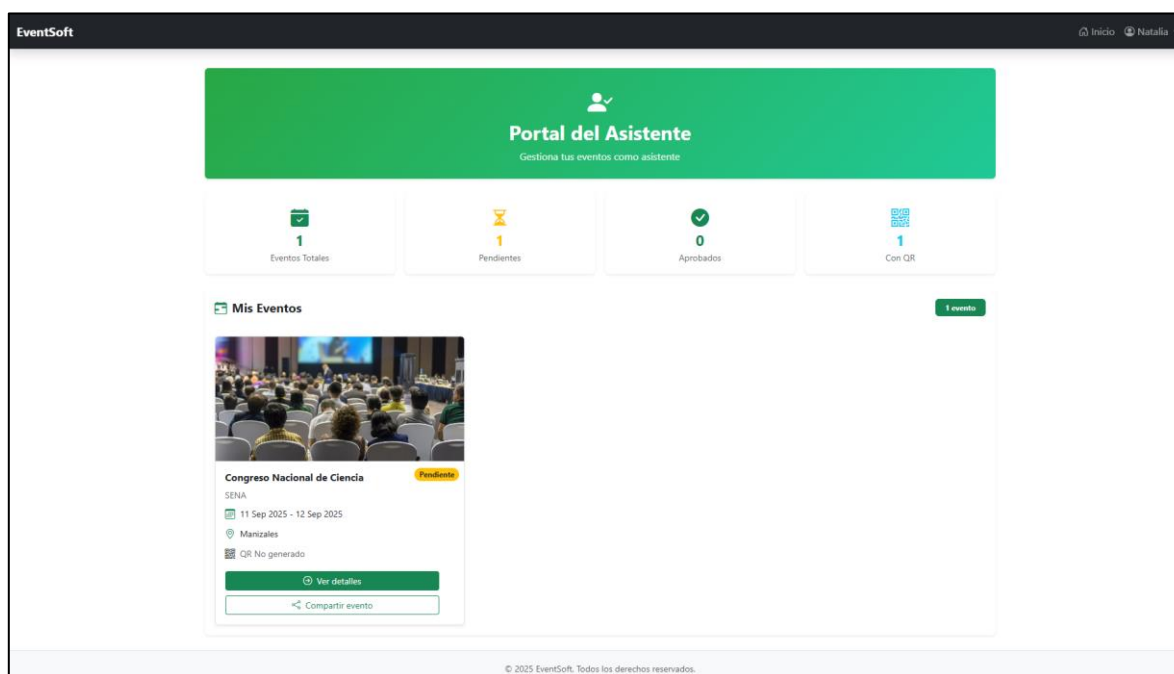 EventSoft
Inicio
Natalia
Portal del Asistente
Gestiona tus eventos como asistente
1
Eventos Totales
1
Pendientes
0
Aprobados
1
Con QR
Mis Eventos
1 evento
Congreso Nacional de Ciencia
Pendiente
SENA
11 Sep 2025 - 12 Sep 2025
Manizales
QR No generado
Ver detalles
Compartir evento
© 2025 EventSoft. Todos los derechos reservados.